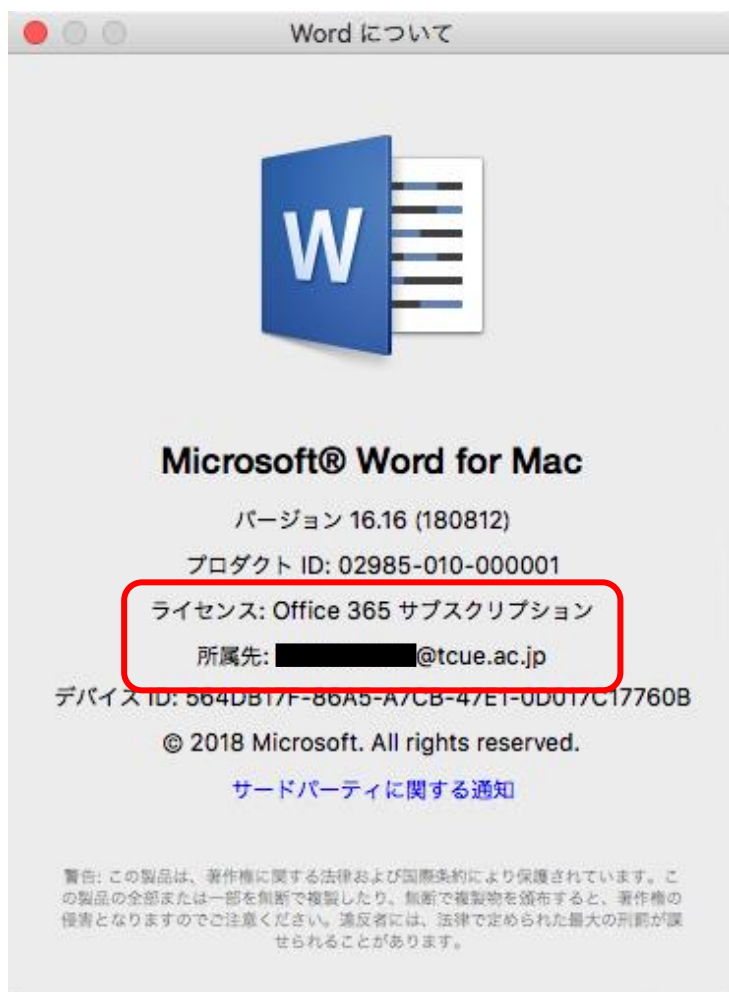 Word について
W
Microsoft® Word for Mac
バージョン 16.16 (180812)
プロダクト ID: 02985-010-000001
ライセンス: Office 365 サブスクリプション
所属先: @tcue.ac.jp
デバイス ID: 564DB17F-86A5-A7CB-47E1-0D017C17760B
© 2018 Microsoft. All rights reserved.
サードパーティに関する通知
警告: この製品は、著作権に関する法律および国際条約により保護されています。こ
の製品の全部または一部を無断で複製したり、無断で複製物を頒布すると、著作権の
侵害となりますのでご注意ください。違反者には、法律で定められた最大の刑罰が課
せられることがあります。